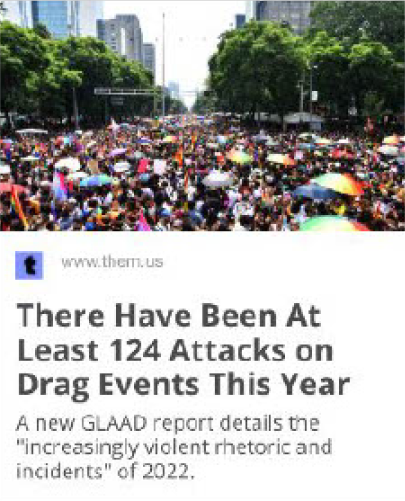 t
www.them.us
There Have Been At
Least 124 Attacks on
Drag Events This Year
A new GLAAD report details the
"increasingly violent rhetoric and
incidents" of 2022.